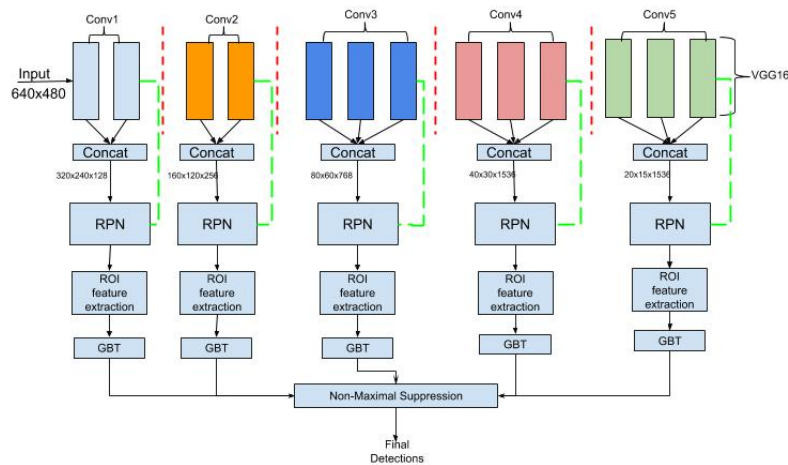 Conv1
Conv2
Conv3
Conv4
Conv5
Input
640x480
VGG16
Concat
Concat
Concat
Concat
Concat
320x240x128
160x120x256
80x60x768
40x30x1536
20x15x1536
RPN
RPN
RPN
RPN
RPN
ROI
feature
extraction
ROI
feature
extraction
ROI
feature
extraction
ROI
feature
extraction
ROI
feature
extraction
GBT
GBT
GBT
GBT
GBT
Non-Maximal Suppression
Final
Detections